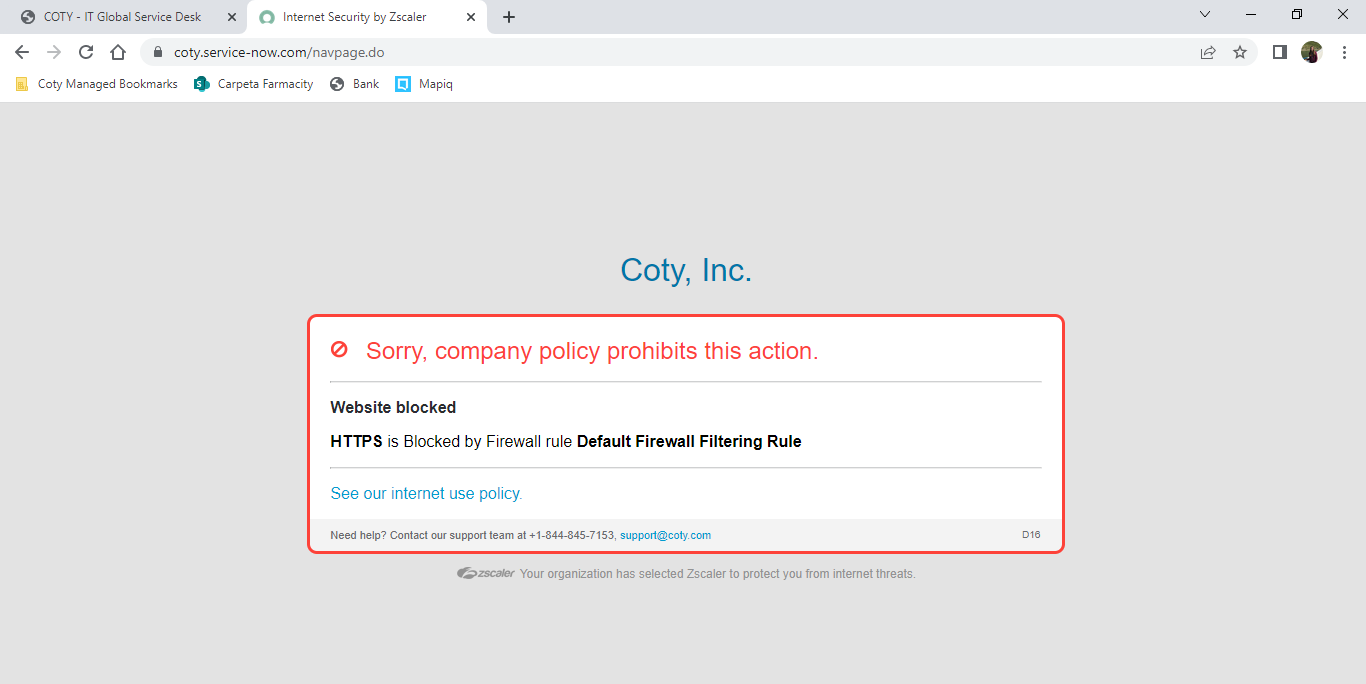 COTY - IT Global Service Desk
Internet Security by Zscaler
coty.service-now.com/navpage.do
Coty Managed Bookmarks
Carpeta Farmacity
Bank
Mapiq
Coty, Inc.
Sorry, company policy prohibits this action.
Website blocked
HTTPS is Blocked by Firewall rule Default Firewall Filtering Rule
See our internet use policy.
Need help? Contact our support team at +1-844-845-7153, support@coty.com
D16
zscaler Your organization has selected Zscaler to protect you from internet threats.